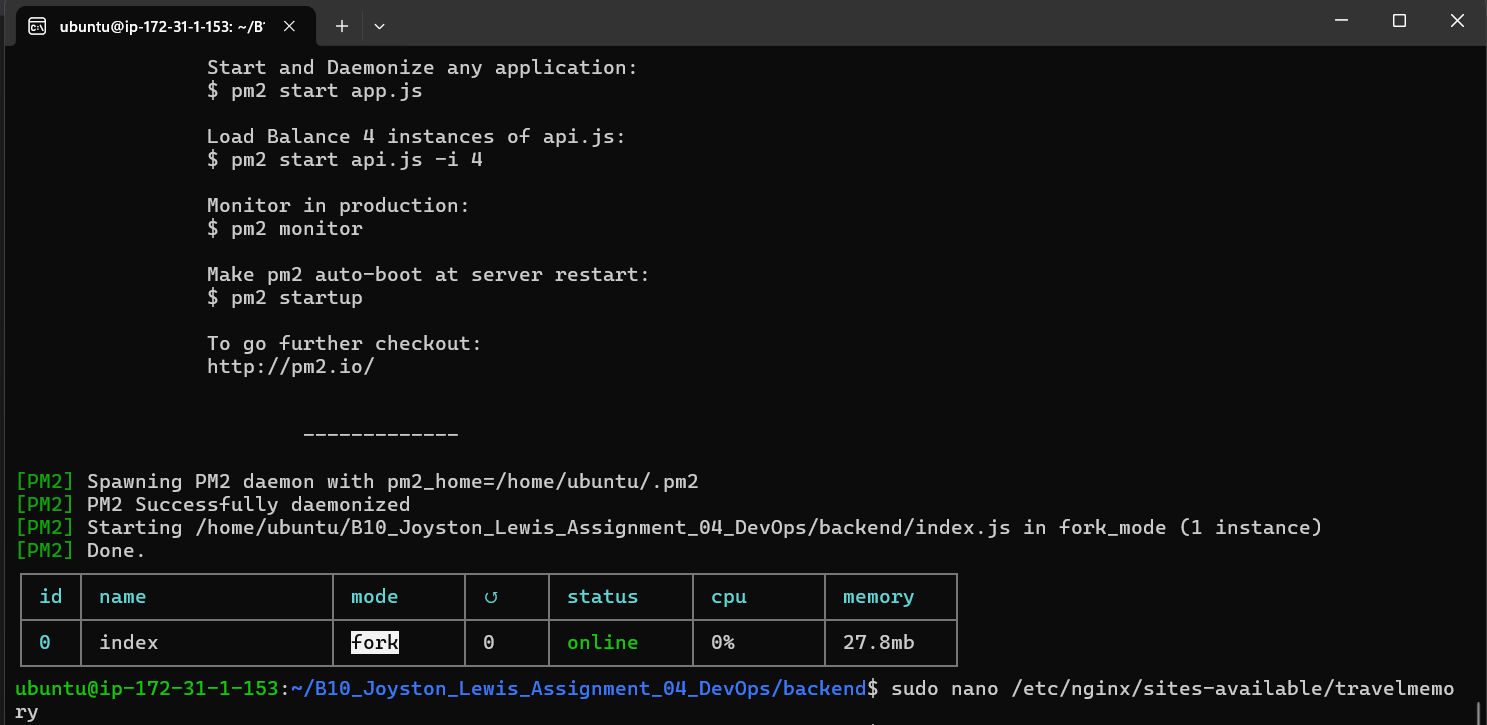 ubuntu@ip-172-31-1-153: ~/B1
Start and Daemonize any application:
$ pm2 start app.js
Load Balance 4 instances of api.js:
$ pm2 start api.js -i 4
Monitor in production:
$ pm2 monitor
Make pm2 auto-boot at server restart:
$ pm2 startup
To go further checkout:
http://pm2.io/
-------------
[PM2] Spawning PM2 daemon with pm2_home=/home/ubuntu/.pm2
[PM2] PM2 Successfully daemonized
[PM2] Starting /home/ubuntu/B10_Joyston_Lewis_Assignment_04_DevOps/backend/index.js in fork_mode (1 instance)
[PM2] Done.
id name mode ↺ status cpu memory
0 index fork 0 online 0% 27.8mb
ubuntu@ip-172-31-1-153:~/B10_Joyston_Lewis_Assignment_04_DevOps/backend$ sudo nano /etc/nginx/sites-available/travelmemo
ry